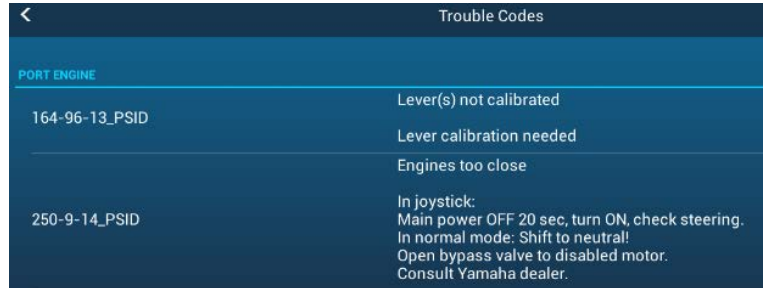 Trouble Codes
PORT ENGINE
164-96-13_PSID
Lever(s) not calibrated
Lever calibration needed
250-9-14_PSID
Engines too close
In joystick:
Main power OFF 20 sec, turn ON, check steering.
In normal mode: Shift to neutral!
Open bypass valve to disabled motor.
Consult Yamaha dealer.